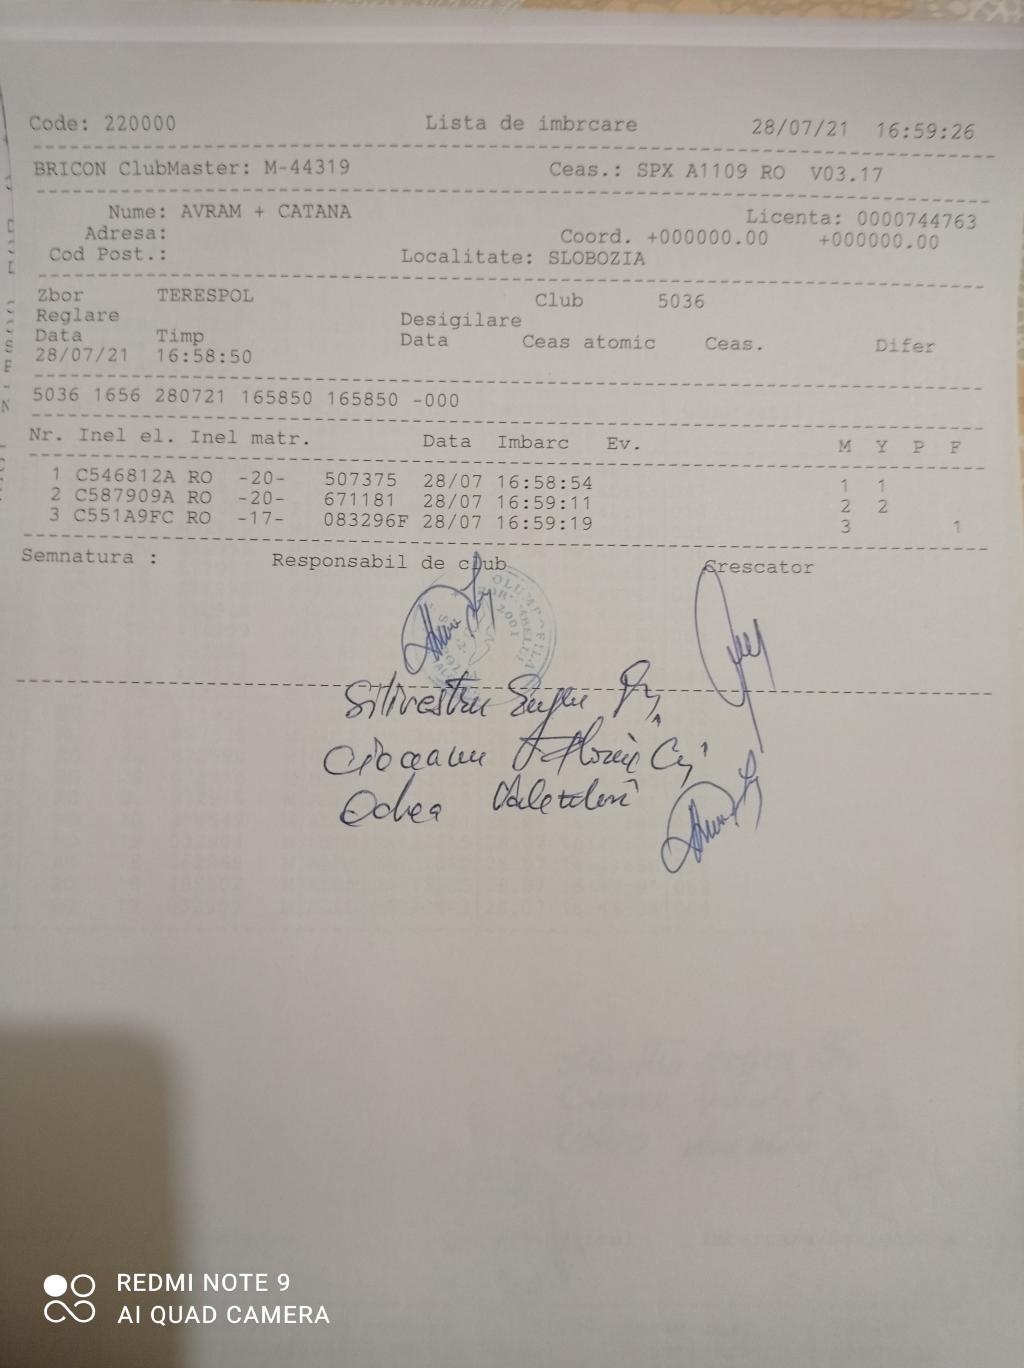 Code: 220000 Lista de imbrcare 28/07/21 16:59:26
BRICON ClubMaster: M-44319 Ceas.: SPX A1109 RO V03.17
Nume: AVRAM + CATANA Licenta: 0000744763
Adresa: Coord. +000000.00 +000000.00
Cod Post.: Localitate: SLOBOZIA
Zbor TERESPOL Club 5036
Reglare Desigilare
Data Timp Data Ceas atomic Ceas. Difer
28/07/21 16:58:50
5036 1656 280721 165850 165850 -000
Nr. Inel el. Inel matr. Data Imbarc Ev. M Y P F
1 C546812A RO -20- 507375 28/07 16:58:54 1 1
2 C587909A RO -20- 671181 28/07 16:59:11 2 2
3 C551A9FC RO -17- 083296F 28/07 16:59:19 3 1
Semnatura : Responsabil de club Crescator
2001
Silivestru
REDMI NOTE 9
AI QUAD CAMERA